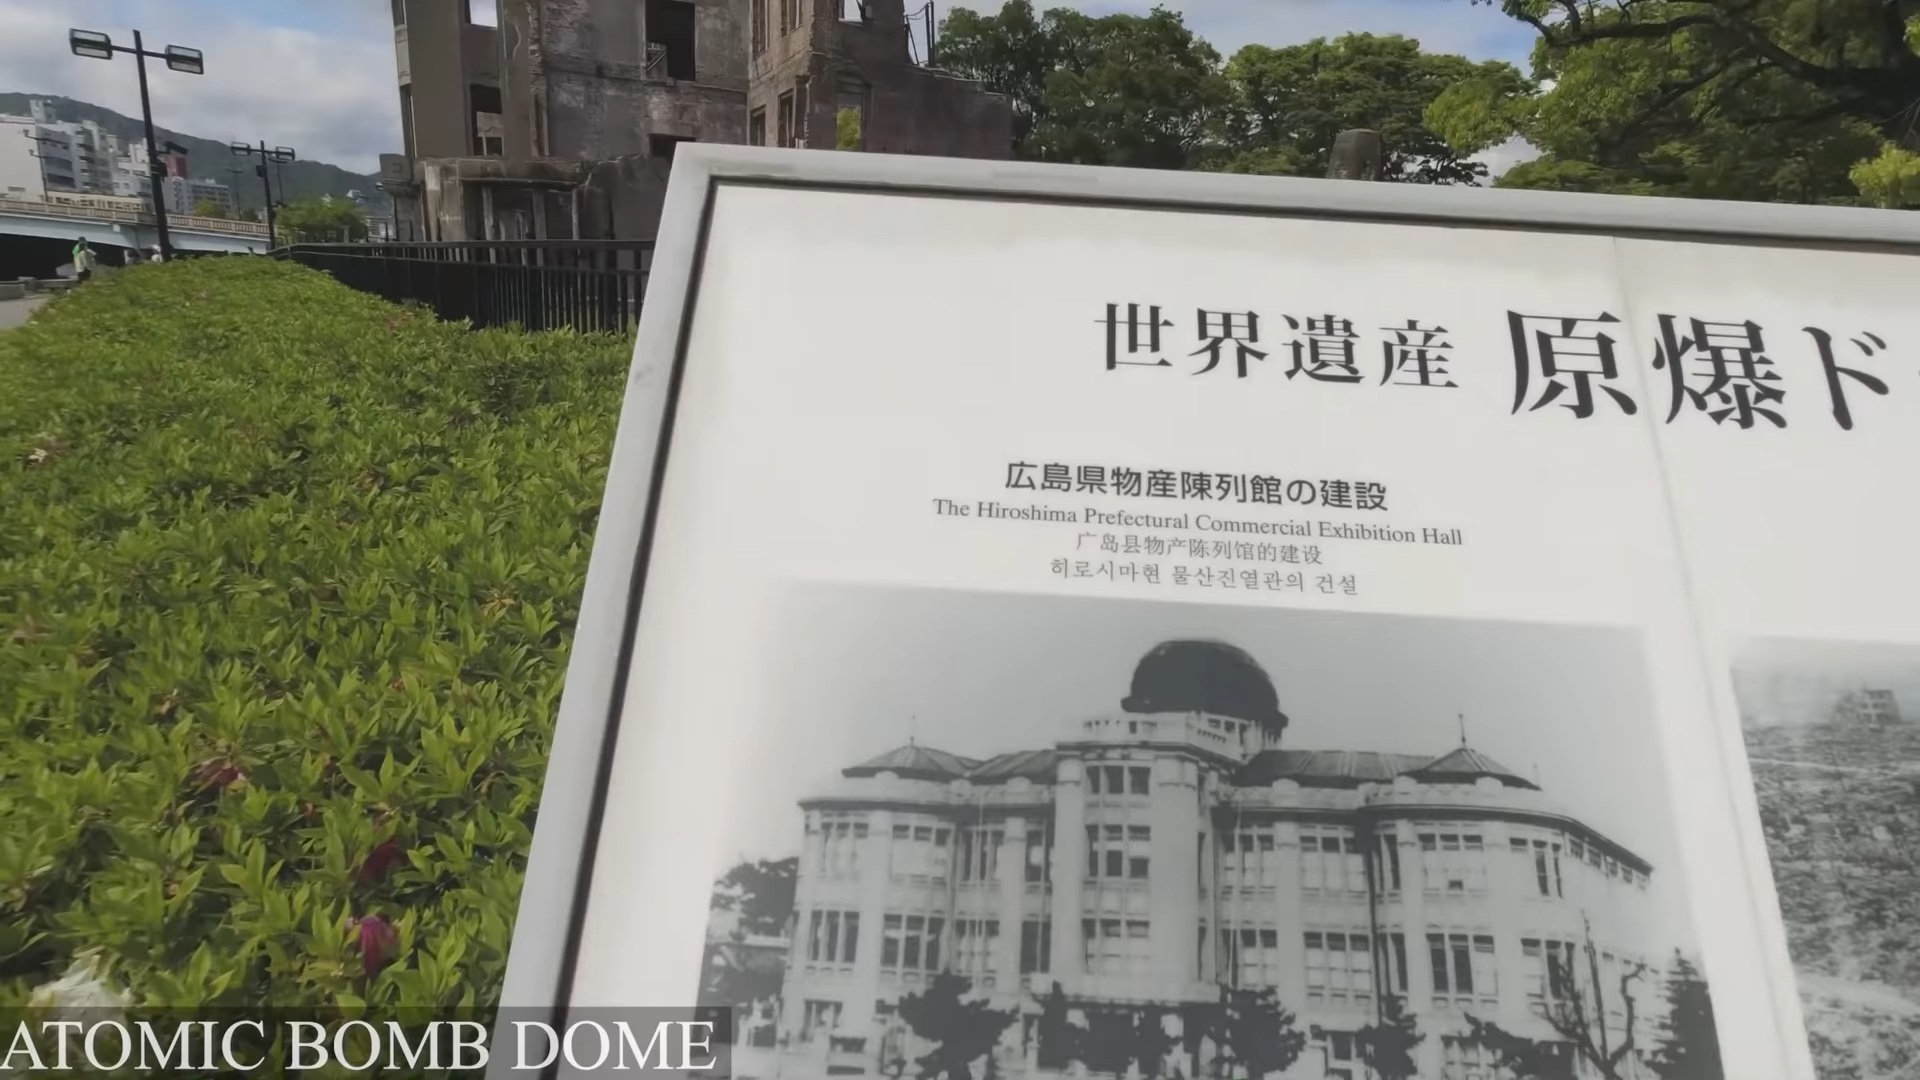 世界遺産 原爆ド
広島県物産陳列館の建設
The Hiroshima Prefectural Commercial Exhibition Hall
广岛县物产陈列馆的建设
히로시마현 물산진열관의 건설
ATOMIC BOMB DOME